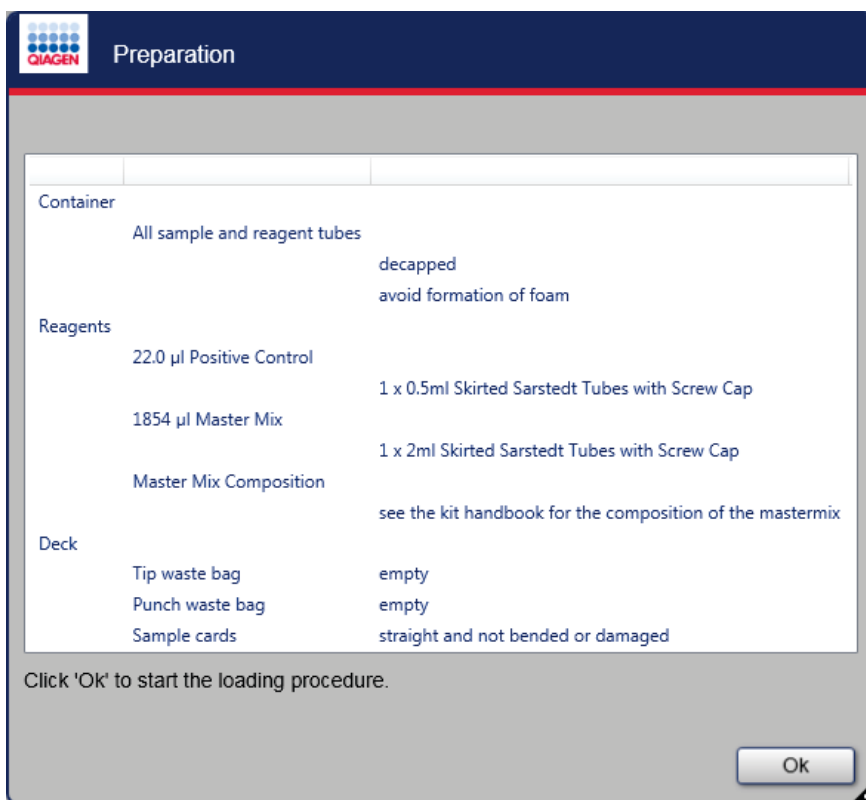 QIAGEN
Preparation
Container
All sample and reagent tubes
decapped
avoid formation of foam
Reagents
22.0 µl Positive Control
1 x 0.5ml Skirted Sarstedt Tubes with Screw Cap
1854 µl Master Mix
1 x 2ml Skirted Sarstedt Tubes with Screw Cap
Master Mix Composition
see the kit handbook for the composition of the mastermix
Deck
Tip waste bag empty
Punch waste bag empty
Sample cards straight and not bended or damaged
Click 'Ok' to start the loading procedure.
Ok